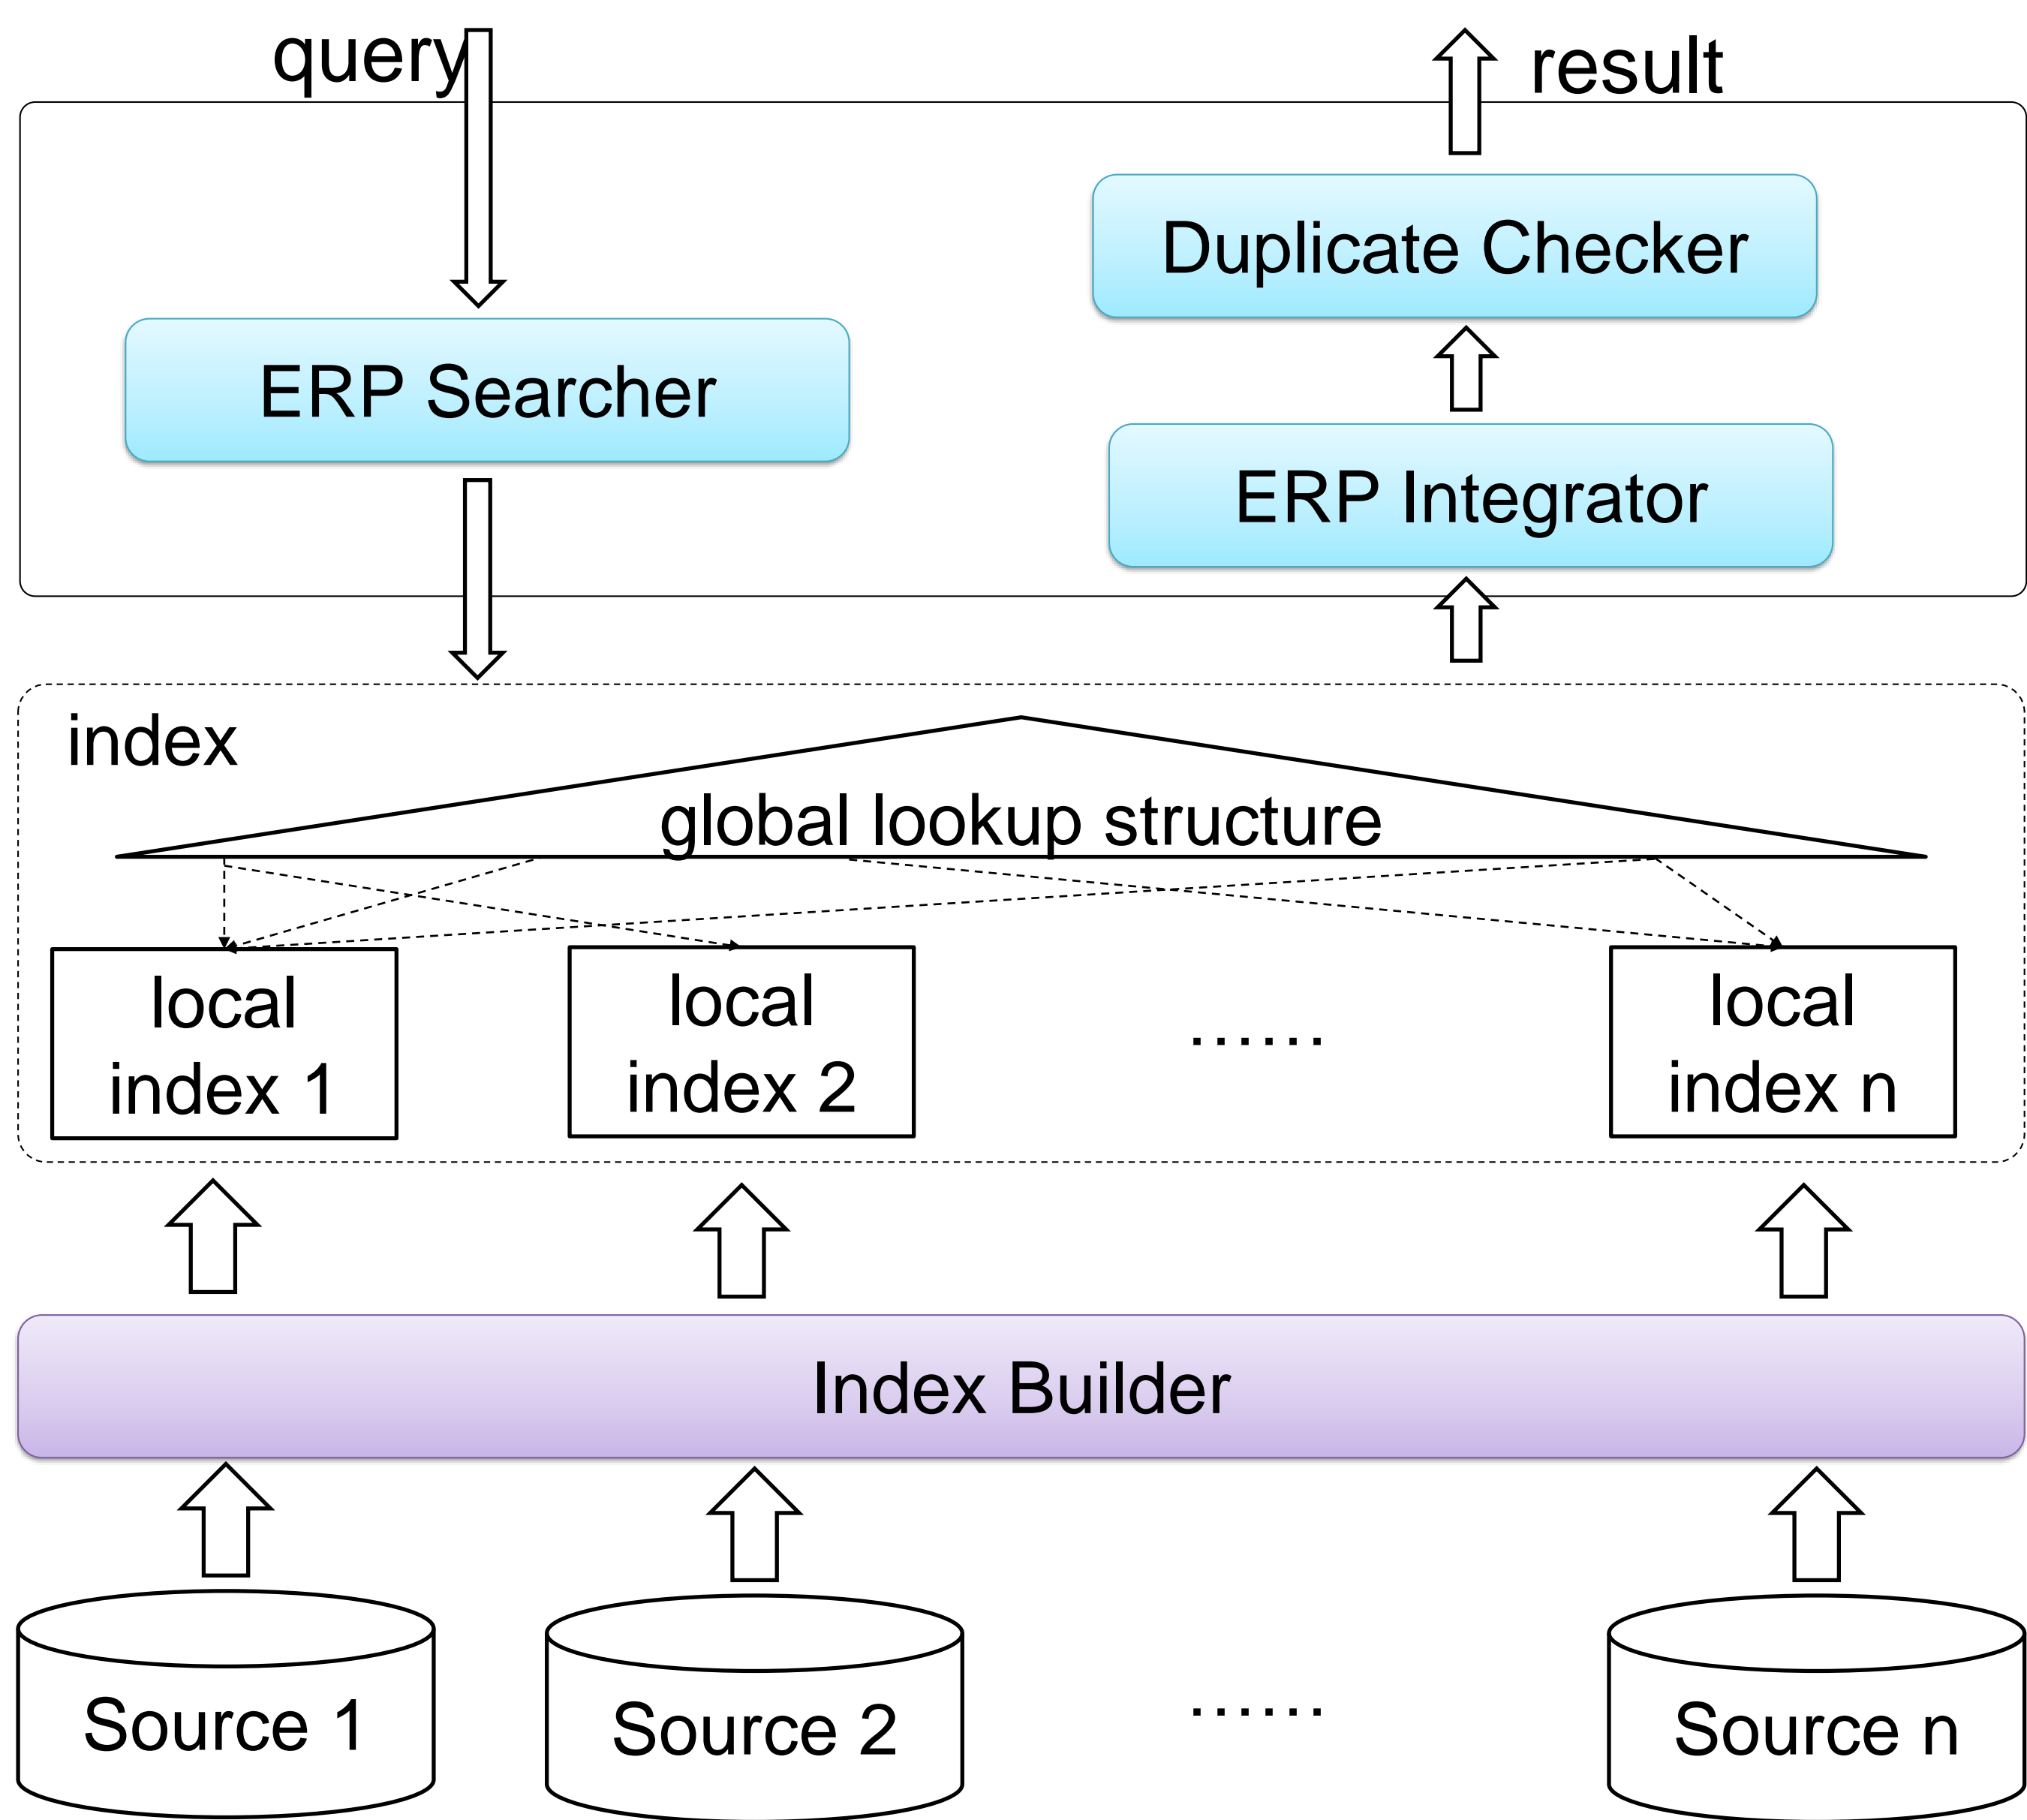 query
result
Duplicate Checker
ERP Searcher
ERP Integrator
index
global lookup structure
local
index 1
local
index 2
......
local
index n
Index Builder
Source 1
Source 2
......
Source n